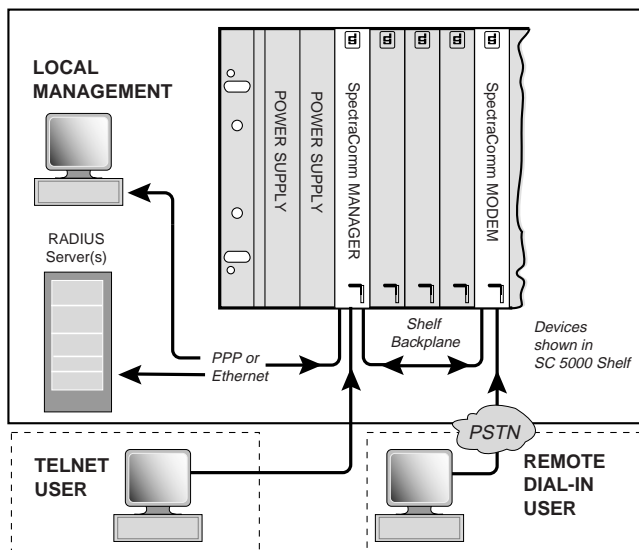 LOCAL
MANAGEMENT
RADIUS
Server(s)
POWER SUPPLY
POWER SUPPLY
SpectraComm MANAGER
SpectraComm MODEM
PPP or
Ethernet
Shelf
Backplane
Devices
shown in
SC 5000 Shelf
PSTN
TELNET
USER
REMOTE
DIAL-IN
USER